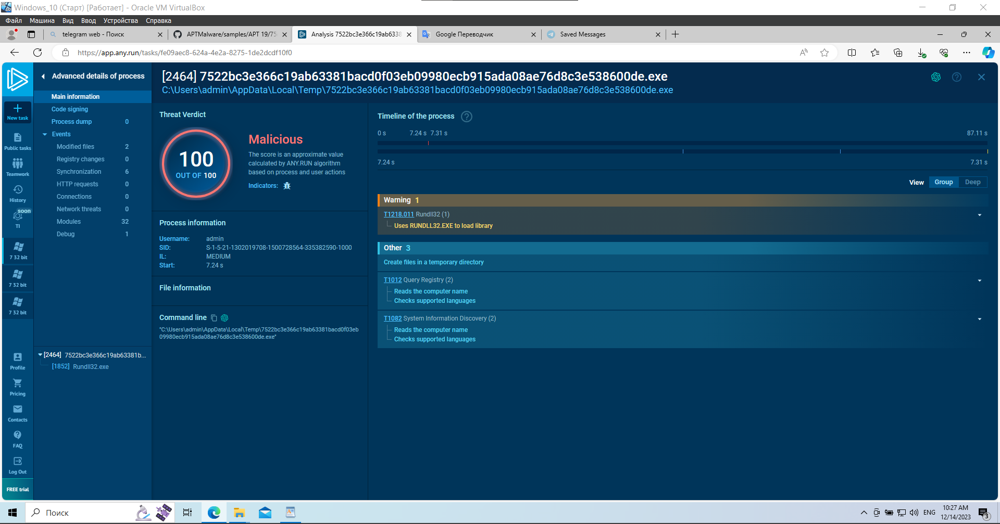 Windows_10 (Старт) [Работает] - Oracle VM VirtualBox
Файл Машина Вид Ввод Устройства Справка
telegram web - Поиск
APTMalware/samples/APT 19/75
Analysis 7522bc3e366c19ab6338
Google Переводчик
Saved Messages
https://app.any.run/tasks/fe09aec8-624a-4e2a-8275-1de2dcdf10f0
New task
Public tasks
Teamwork
History
soon
TI
7 32 bit
7 32 bit
7 32 bit
Profile
Pricing
Contacts
FAQ
Log Out
FREE trial
Advanced details of process
Main information
Code signing
Process dump 0
Events
Modified files 2
Registry changes 0
Synchronization 6
HTTP requests 0
Connections 0
Network threats 0
Modules 32
Debug 1
[2464] 7522bc3e366c19ab63381b...
[1852] Rundll32.exe
[2464] 7522bc3e366c19ab63381bacd0f03eb09980ecb915ada08ae76d8c3e538600de.exe
C:\Users\admin\AppData\Local\Temp\7522bc3e366c19ab63381bacd0f03eb09980ecb915ada08ae76d8c3e538600de.exe
Threat Verdict
100
OUT OF 100
Malicious
The score is an approximate value
calculated by ANY.RUN algorithm
based on process and user actions
Indicators:
Process information
Username: admin
SID: S-1-5-21-1302019708-1500728564-335382590-1000
IL: MEDIUM
Start: 7.24 s
File information
Command line
"C:\Users\admin\AppData\Local\Temp\7522bc3e366c19ab63381bacd0f03eb
09980ecb915ada08ae76d8c3e538600de.exe"
Timeline of the process ?
0 s 7.24 s 7.31 s 87.11 s
7.24 s 7.31 s
View Group Deep
Warning 1
T1218.011 Rundll32 (1)
Uses RUNDLL32.EXE to load library
Other 3
Create files in a temporary directory
T1012 Query Registry (2)
Reads the computer name
Checks supported languages
T1082 System Information Discovery (2)
Reads the computer name
Checks supported languages
Поиск
ENG
10:27 AM
12/14/2023
3